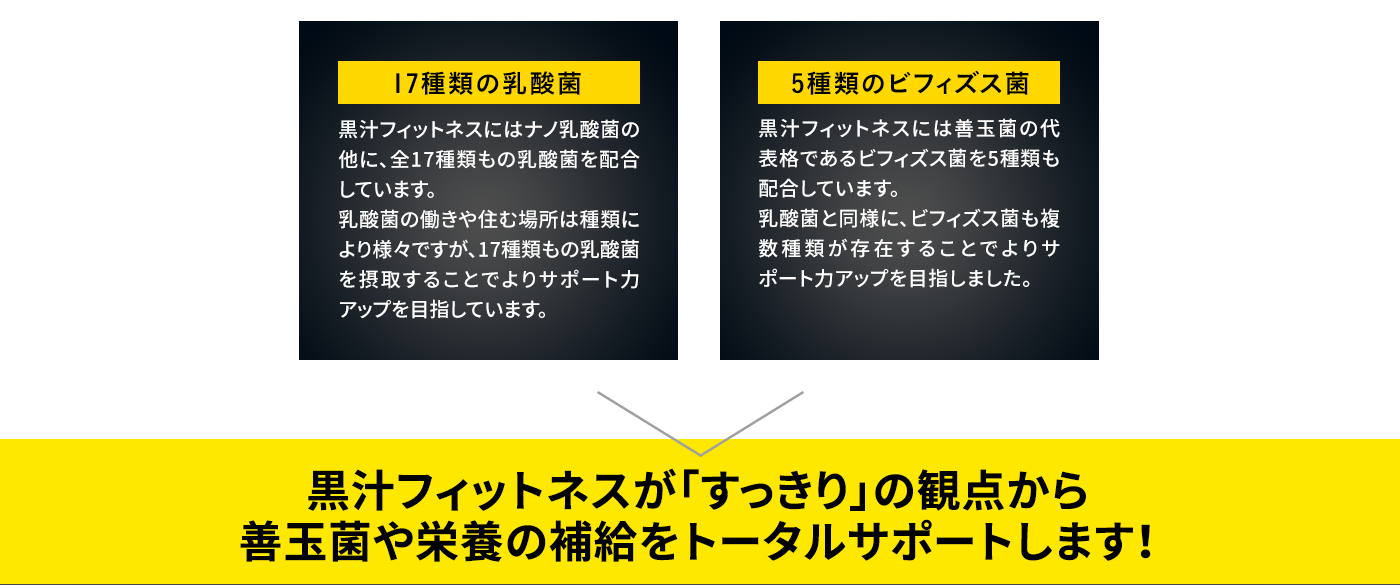 17種類の乳酸菌
黒汁フィットネスにはナノ乳酸菌の
他に、全17種類もの乳酸菌を配合
しています。
乳酸菌の働きや住む場所は種類に
より様々ですが、17種類もの乳酸菌
を摂取することでよりサポート力
アップを目指しています。
5種類のビフィズス菌
黒汁フィットネスには善玉菌の代
表格であるビフィズス菌を5種類も
配合しています。
乳酸菌と同様に、ビフィズス菌も複
数種類が存在することでよりサ
ポート力アップを目指しました。
黒汁フィットネスが「すっきり」の観点から
善玉菌や栄養の補給をトータルサポートします!